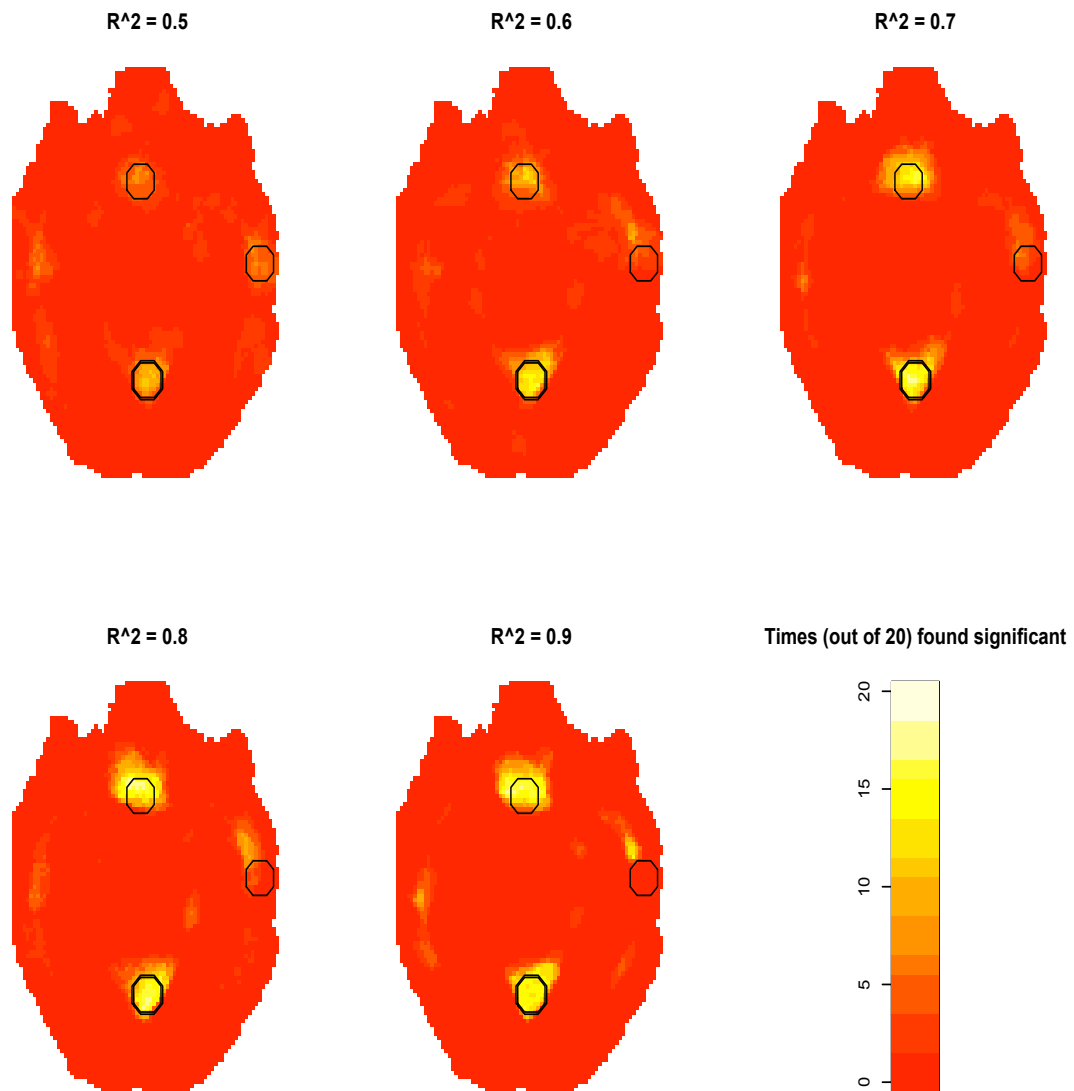 R^2 = 0.5
R^2 = 0.6
R^2 = 0.7
R^2 = 0.8
R^2 = 0.9
Times (out of 20) found significant
20
15
10
5
0